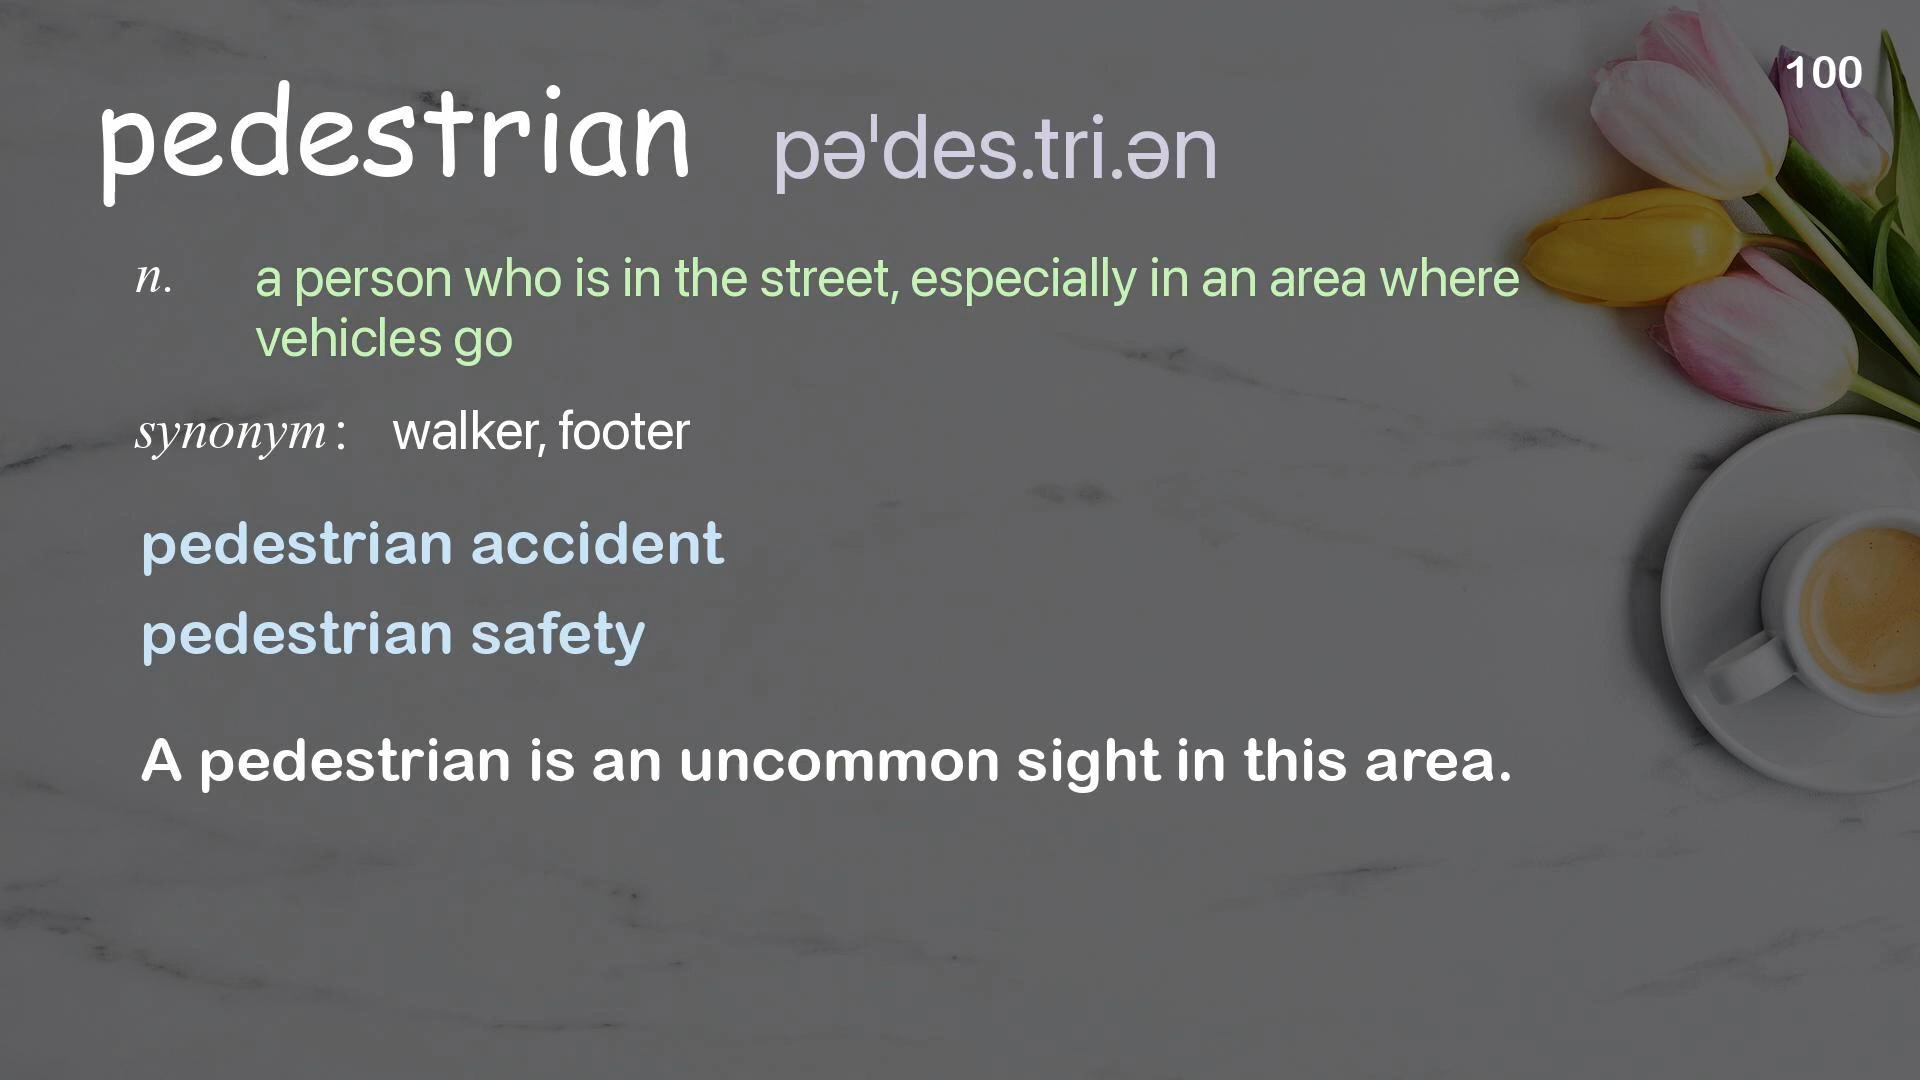 100
pedestrian pəˈdes.tri.ən
n. a person who is in the street, especially in an area where
vehicles go
synonym: walker, footer
pedestrian accident
pedestrian safety
A pedestrian is an uncommon sight in this area.